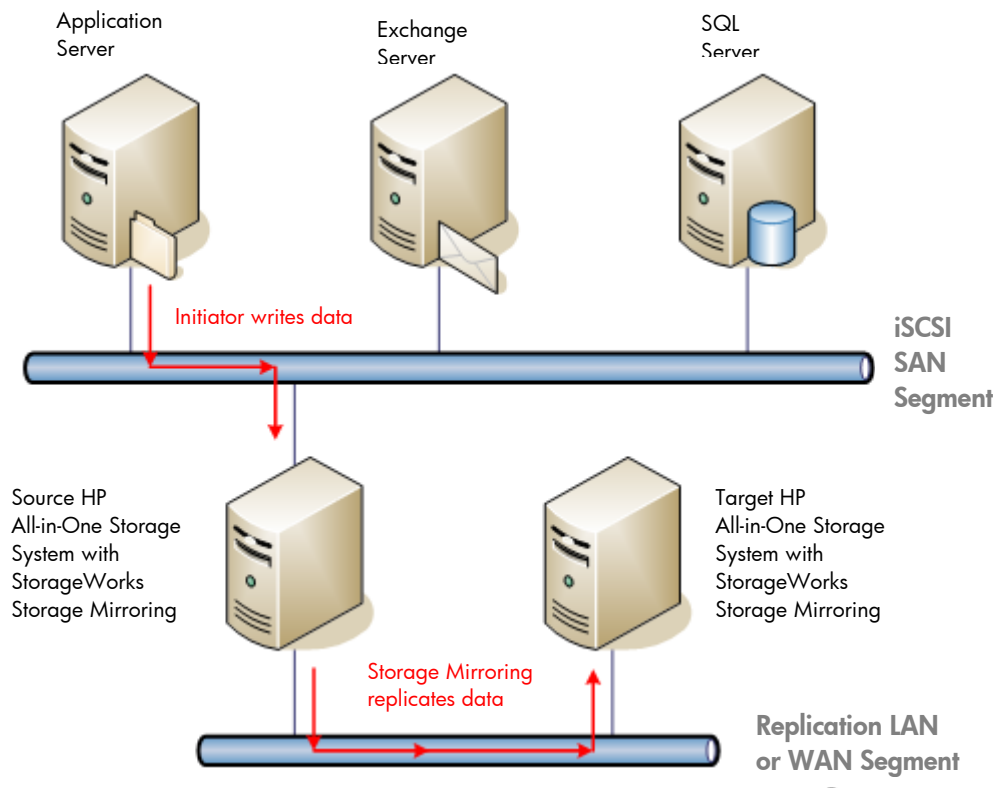 Application
Server
Exchange
Server
SQL
Server
Initiator writes data
iSCSI
SAN
Segment
Source HP
All-in-One Storage
System with
StorageWorks
Storage Mirroring
Target HP
All-in-One Storage
System with
StorageWorks
Storage Mirroring
Storage Mirroring
replicates data
Replication LAN
or WAN Segment